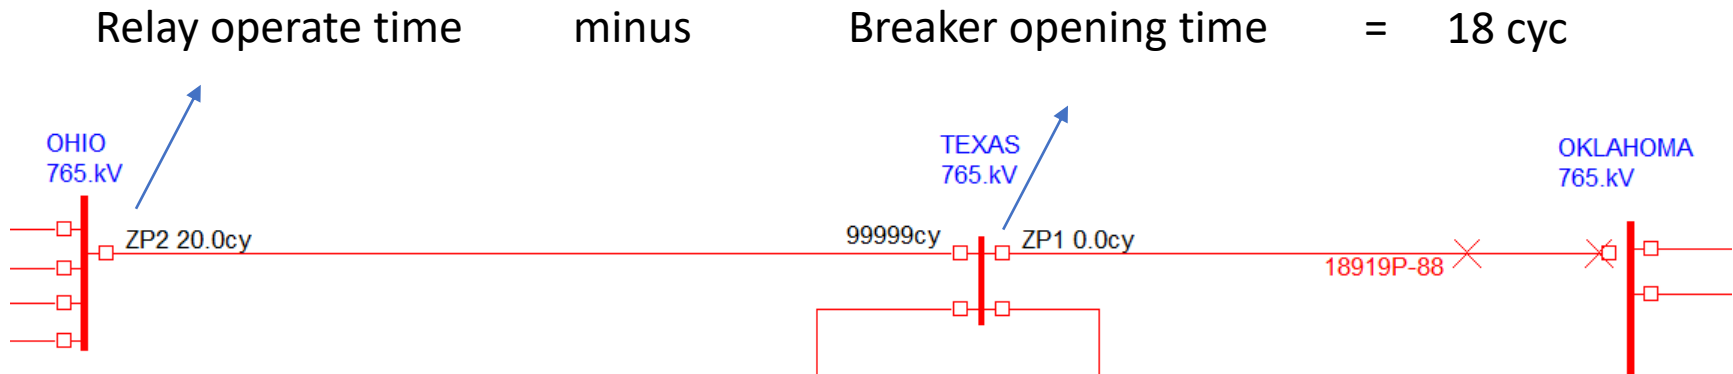 Relay operate time minus Breaker opening time = 18 cyc
OHIO
765.kV
TEXAS
765.kV
OKLAHOMA
765.kV
ZP2 20.0cy
99999cy
ZP1 0.0cy
18919P-88